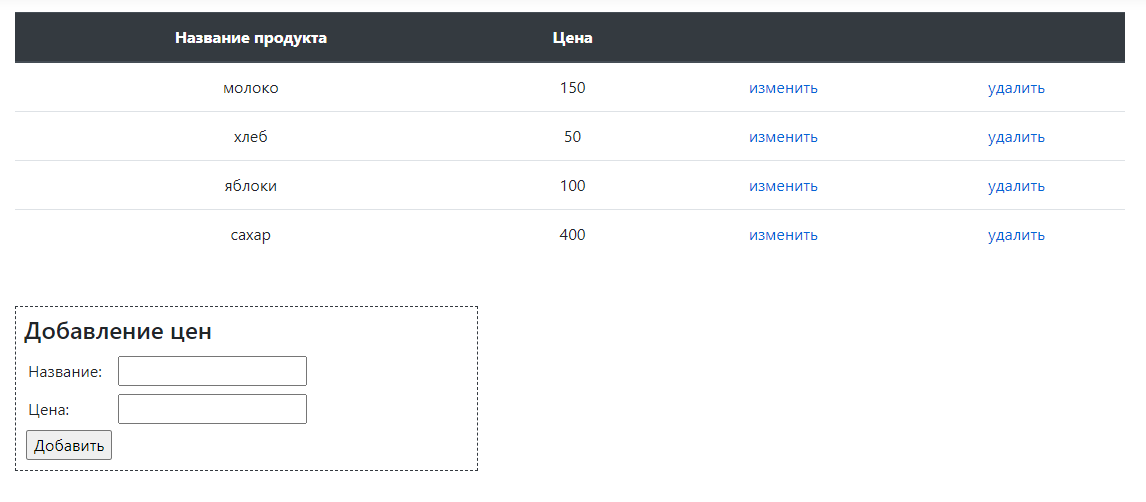 Название продукта Цена
молоко 150 изменить удалить
хлеб 50 изменить удалить
яблоки 100 изменить удалить
сахар 400 изменить удалить
Добавление цен
Название:
Цена:
Добавить